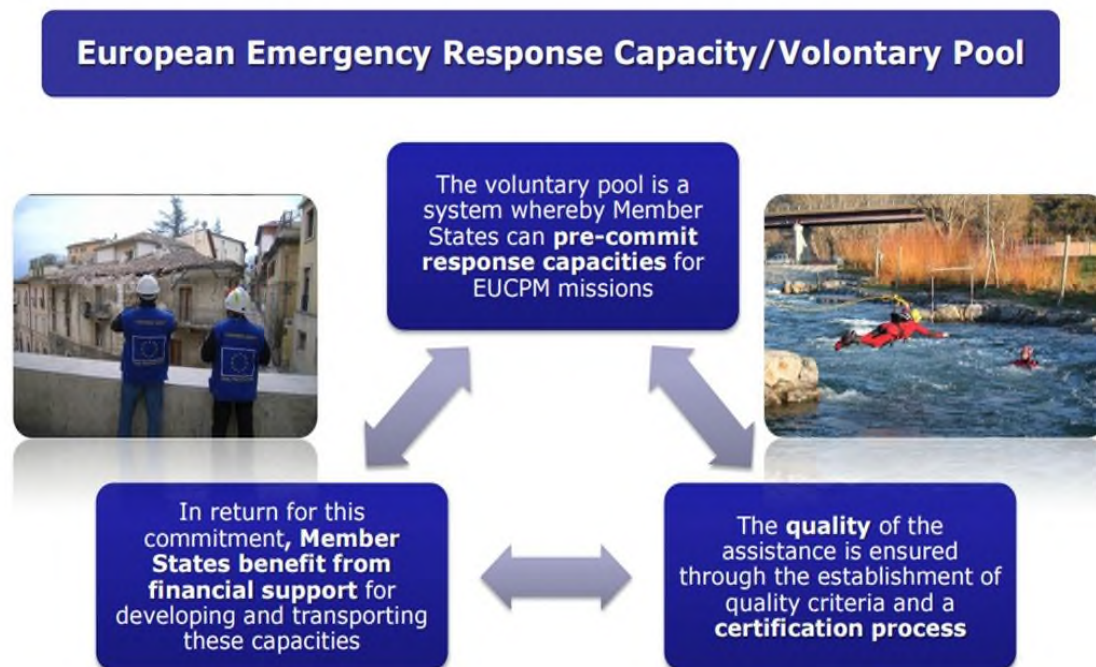 European Emergency Response Capacity/Volontary Pool
The voluntary pool is a
system whereby Member
States can pre-commit
response capacities for
EUCPM missions
In return for this
commitment, Member
States benefit from
financial support for
developing and transporting
these capacities
The quality of the
assistance is ensured
through the establishment of
quality criteria and a
certification process